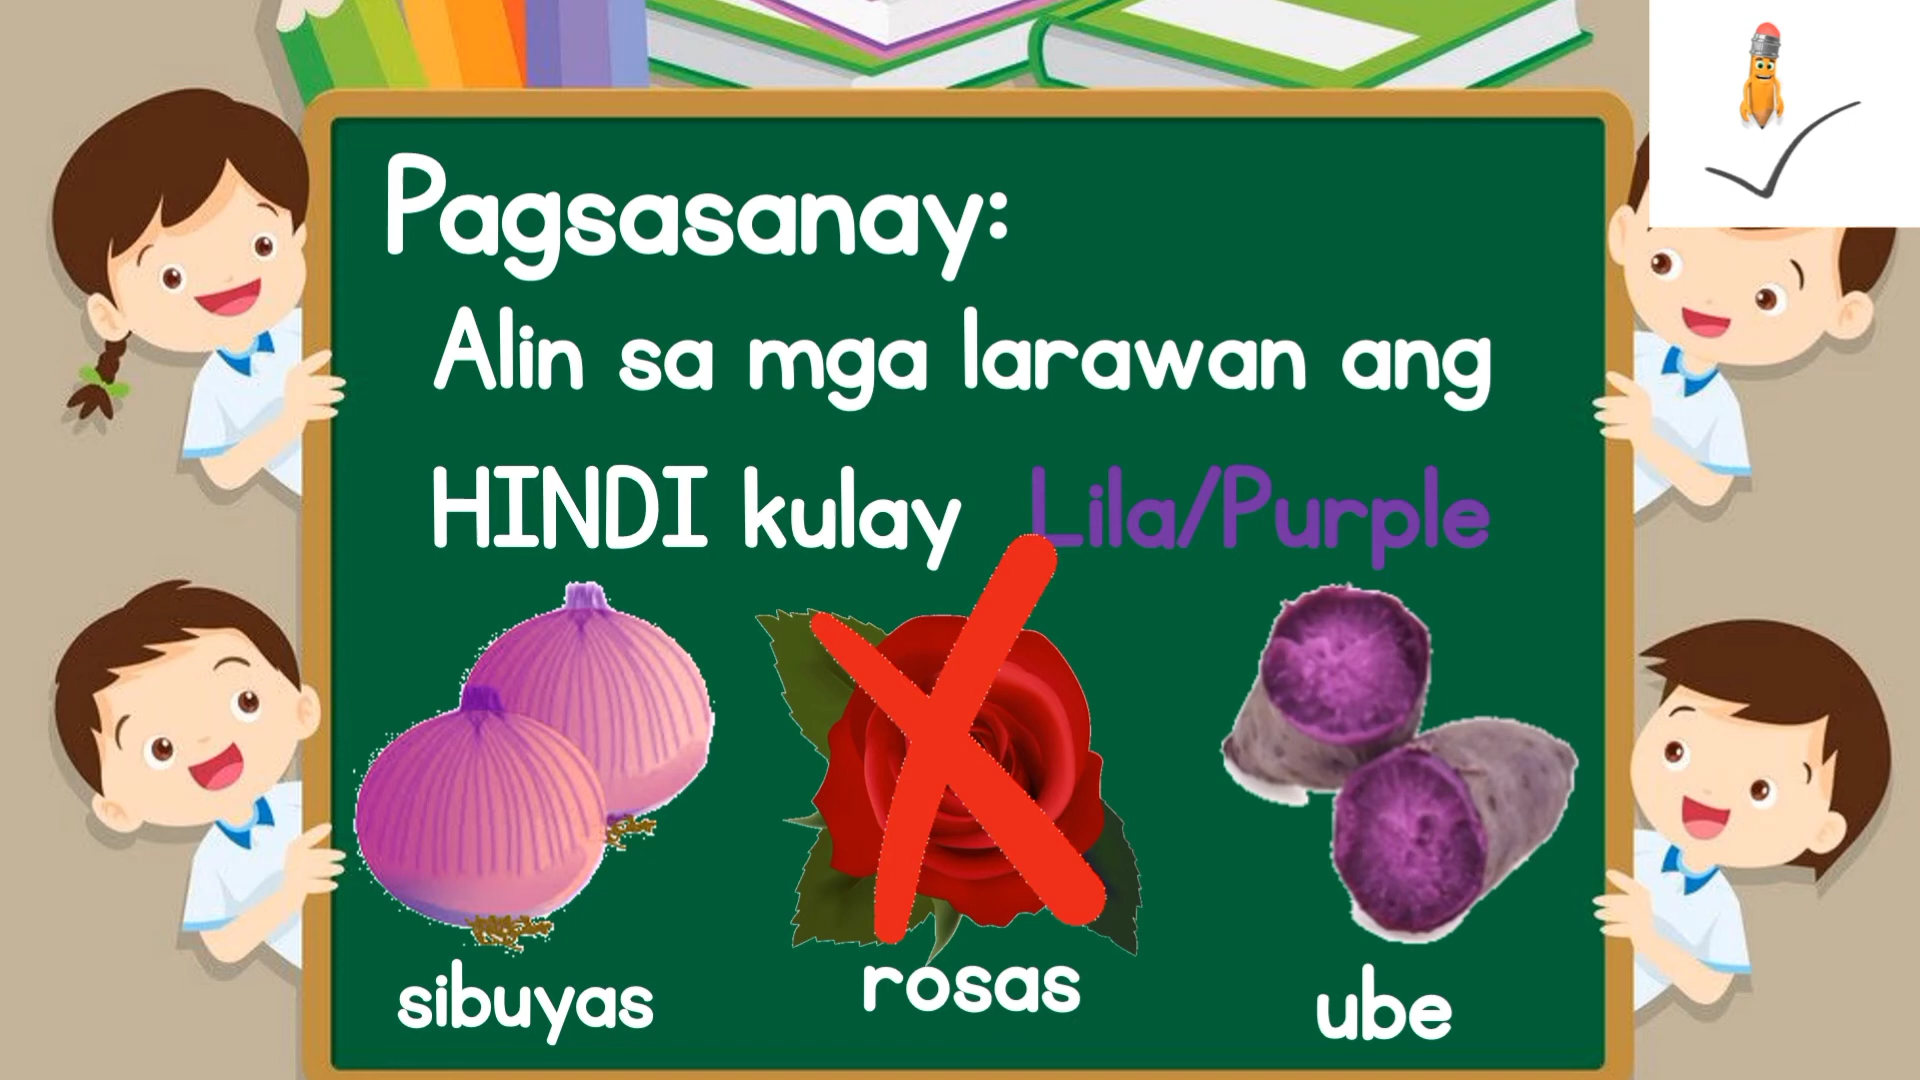 Pagsasanay:
Alin sa mga larawan ang
HINDI kulay Lila/Purple
sibuyas
rosas
ube